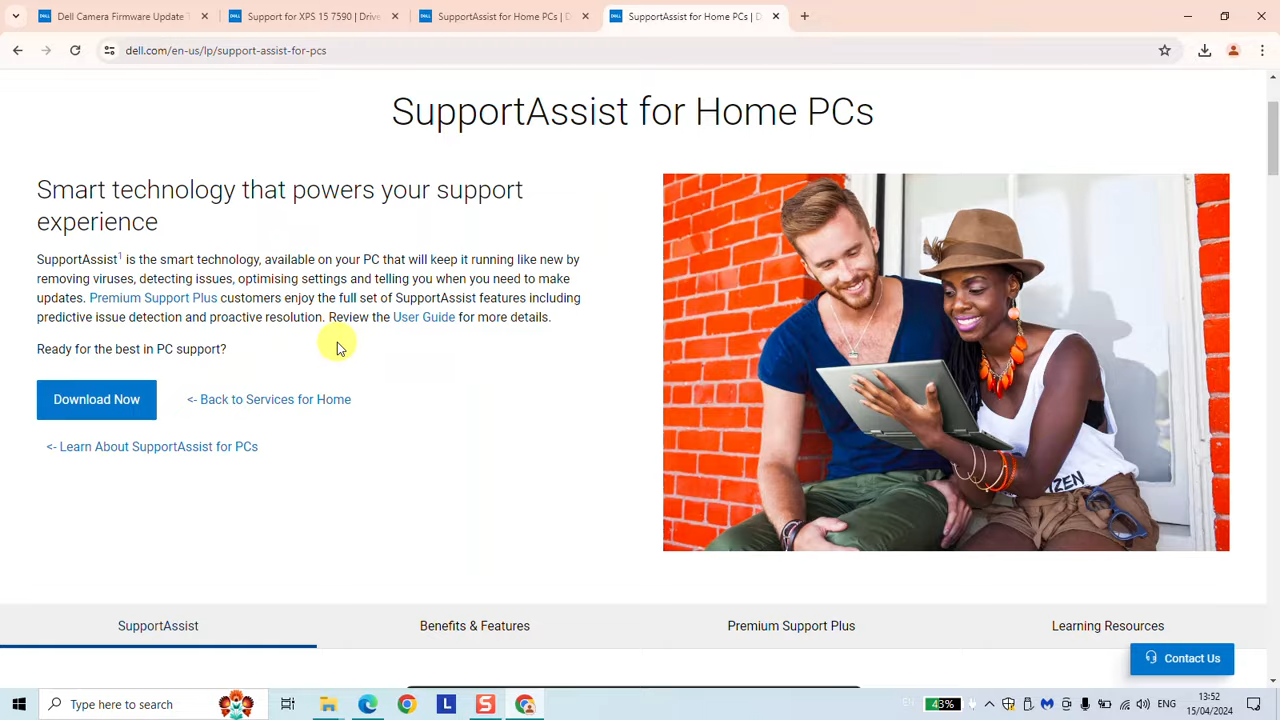 Dell Camera Firmware Update
Support for XPS 15 7590 | Drive
SupportAssist for Home PCs | D
SupportAssist for Home PCs | D
dell.com/en-us/lp/support-assist-for-pcs
SupportAssist for Home PCs
Smart technology that powers your support
experience
SupportAssist1 is the smart technology, available on your PC that will keep it running like new by
removing viruses, detecting issues, optimising settings and telling you when you need to make
updates. Premium Support Plus customers enjoy the full set of SupportAssist features including
predictive issue detection and proactive resolution. Review the User Guide for more details.
Ready for the best in PC support?
Download Now
<- Back to Services for Home
<- Learn About SupportAssist for PCs
SupportAssist
Benefits & Features
Premium Support Plus
Learning Resources
Contact Us
Type here to search
43%
ENG
13:52
15/04/2024